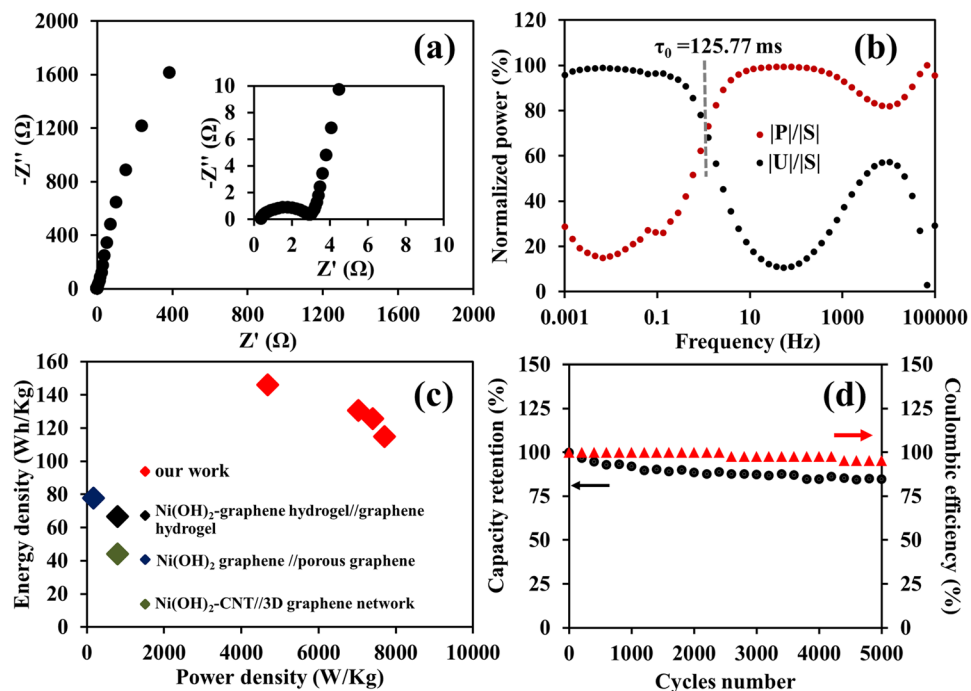 (a)
-Z'' (Ω)
2000
1600
1200
800
400
0
0 400 800 1200 1600 2000
Z' (Ω)
-Z'' (Ω)
10
8
6
4
2
0
0 2 4 6 8 10
Z' (Ω)
(b)
τ0 =125.77 ms
Normalized power (%)
120
100
80
60
40
20
0
|P|/|S|
|U|/|S|
0.001 0.1 10 1000 100000
Frequency (Hz)
(c)
Energy density (Wh/Kg)
160
140
120
100
80
60
40
20
0
our work
Ni(OH)2-graphene hydrogel//graphene
hydrogel
Ni(OH)2 graphene //porous graphene
Ni(OH)2-CNT//3D graphene network
0 2000 4000 6000 8000 10000
Power density (W/Kg)
(d)
Capacity retention (%)
150
125
100
75
50
25
0
150
125
100
75
50
25
0
Coulombic efficiency (%)
0 1000 2000 3000 4000 5000
Cycles number